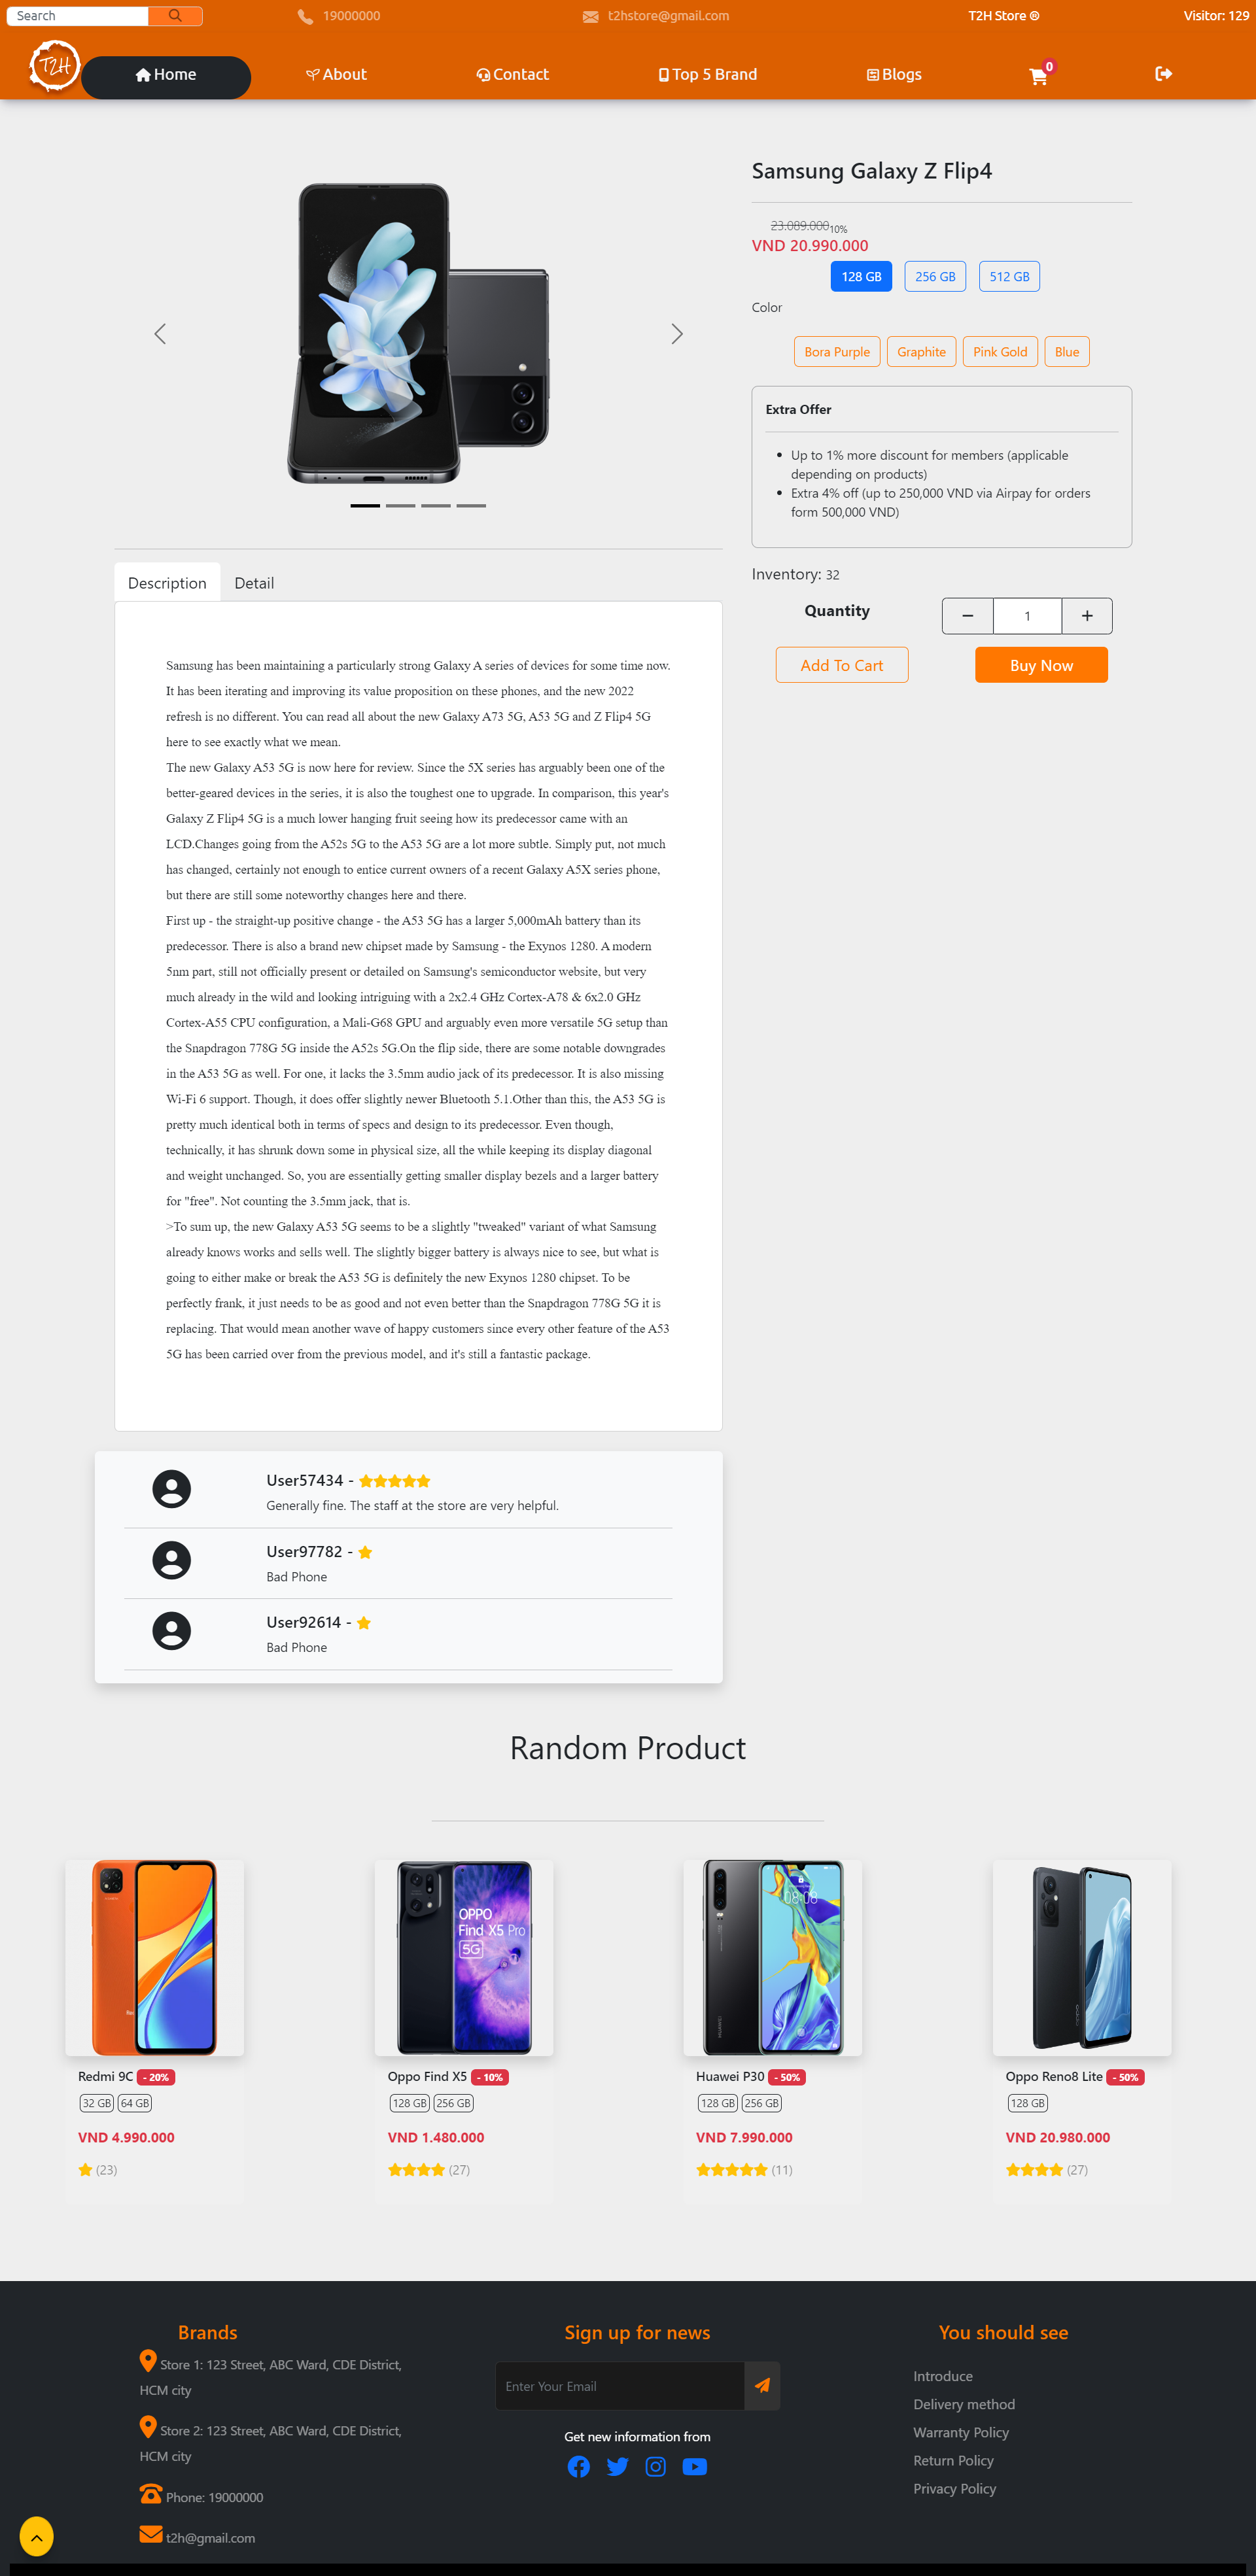 Search
19000000
t2hstore@gmail.com
T2H Store ®
Visitor: 129
T2H
Home
About
Contact
Top 5 Brand
Blogs
0
Samsung Galaxy Z Flip4
23.089.000 10%
VND 20.990.000
128 GB
256 GB
512 GB
Color
Bora Purple
Graphite
Pink Gold
Blue
Extra Offer
Up to 1% more discount for members (applicable
depending on products)
Extra 4% off (up to 250,000 VND via Airpay for orders
form 500,000 VND)
Inventory: 32
Quantity
1
Add To Cart
Buy Now
Description
Detail
Samsung has been maintaining a particularly strong Galaxy A series of devices for some time now.
It has been iterating and improving its value proposition on these phones, and the new 2022
refresh is no different. You can read all about the new Galaxy A73 5G, A53 5G and Z Flip4 5G
here to see exactly what we mean.
The new Galaxy A53 5G is now here for review. Since the 5X series has arguably been one of the
better-geared devices in the series, it is also the toughest one to upgrade. In comparison, this year's
Galaxy Z Flip4 5G is a much lower hanging fruit seeing how its predecessor came with an
LCD.Changes going from the A52s 5G to the A53 5G are a lot more subtle. Simply put, not much
has changed, certainly not enough to entice current owners of a recent Galaxy A5X series phone,
but there are still some noteworthy changes here and there.
First up - the straight-up positive change - the A53 5G has a larger 5,000mAh battery than its
predecessor. There is also a brand new chipset made by Samsung - the Exynos 1280. A modern
5nm part, still not officially present or detailed on Samsung's semiconductor website, but very
much already in the wild and looking intriguing with a 2x2.4 GHz Cortex-A78 & 6x2.0 GHz
Cortex-A55 CPU configuration, a Mali-G68 GPU and arguably even more versatile 5G setup than
the Snapdragon 778G 5G inside the A52s 5G.On the flip side, there are some notable downgrades
in the A53 5G as well. For one, it lacks the 3.5mm audio jack of its predecessor. It is also missing
Wi-Fi 6 support. Though, it does offer slightly newer Bluetooth 5.1.Other than this, the A53 5G is
pretty much identical both in terms of specs and design to its predecessor. Even though,
technically, it has shrunk down some in physical size, all the while keeping its display diagonal
and weight unchanged. So, you are essentially getting smaller display bezels and a larger battery
for "free". Not counting the 3.5mm jack, that is.
>To sum up, the new Galaxy A53 5G seems to be a slightly "tweaked" variant of what Samsung
already knows works and sells well. The slightly bigger battery is always nice to see, but what is
going to either make or break the A53 5G is definitely the new Exynos 1280 chipset. To be
perfectly frank, it just needs to be as good and not even better than the Snapdragon 778G 5G it is
replacing. That would mean another wave of happy customers since every other feature of the A53
5G has been carried over from the previous model, and it's still a fantastic package.
User57434 -
Generally fine. The staff at the store are very helpful.
User97782 -
Bad Phone
User92614 -
Bad Phone
Random Product
OPPO
Find X5 Pro
5G
08:08
Redmi 9C - 20%
32 GB 64 GB
VND 4.990.000
(23)
Oppo Find X5 - 10%
128 GB 256 GB
VND 1.480.000
(27)
Huawei P30 - 50%
128 GB 256 GB
VND 7.990.000
(11)
Oppo Reno8 Lite - 50%
128 GB
VND 20.980.000
(27)
Brands
Store 1: 123 Street, ABC Ward, CDE District,
HCM city
Store 2: 123 Street, ABC Ward, CDE District,
HCM city
Phone: 19000000
t2h@gmail.com
Sign up for news
Enter Your Email
Get new information from
You should see
Introduce
Delivery method
Warranty Policy
Return Policy
Privacy Policy